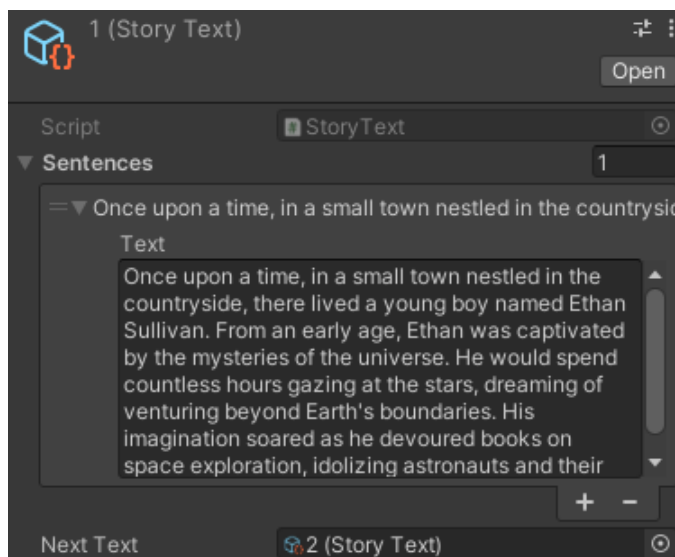 1 (Story Text)
Open
Script StoryText
Sentences 1
Once upon a time, in a small town nestled in the
Text
Once upon a time, in a small town nestled in the
countryside, there lived a young boy named Ethan
Sullivan. From an early age, Ethan was captivated
by the mysteries of the universe. He would spend
countless hours gazing at the stars, dreaming of
venturing beyond Earth's boundaries. His
imagination soared as he devoured books on
space exploration, idolizing astronauts and their
Next Text 2 (Story Text)